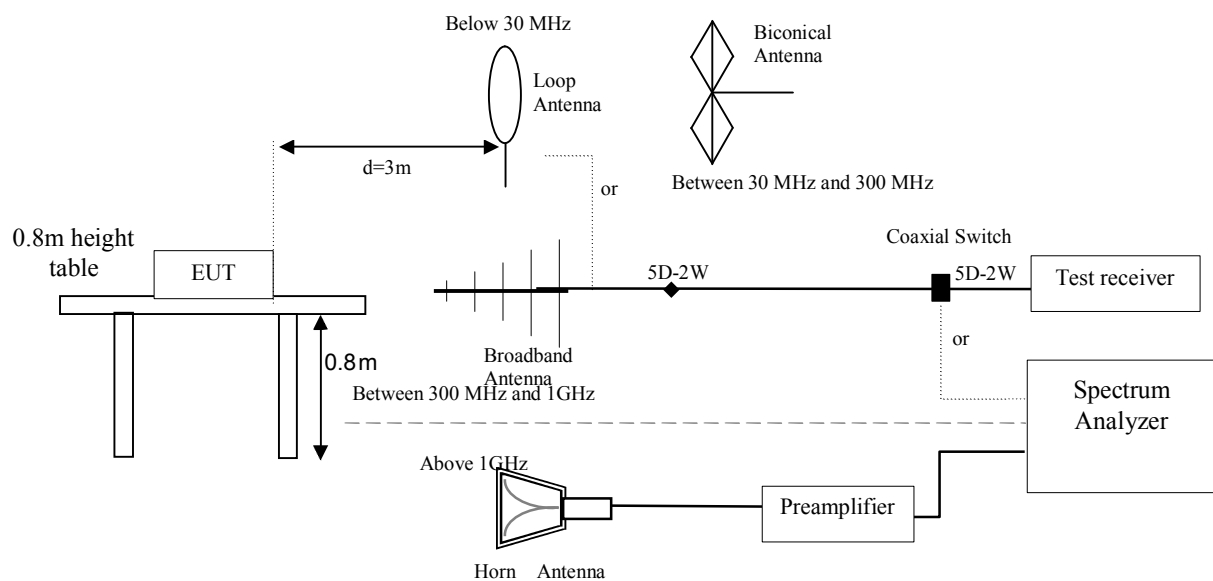 Below 30 MHz
Loop
Antenna
Biconical
Antenna
d=3m
or
Between 30 MHz and 300 MHz
0.8m height
table
EUT
Coaxial Switch
5D-2W
5D-2W
Test receiver
or
0.8m
Broadband
Antenna
Between 300 MHz and 1GHz
Spectrum
Analyzer
Above 1GHz
Preamplifier
Horn Antenna